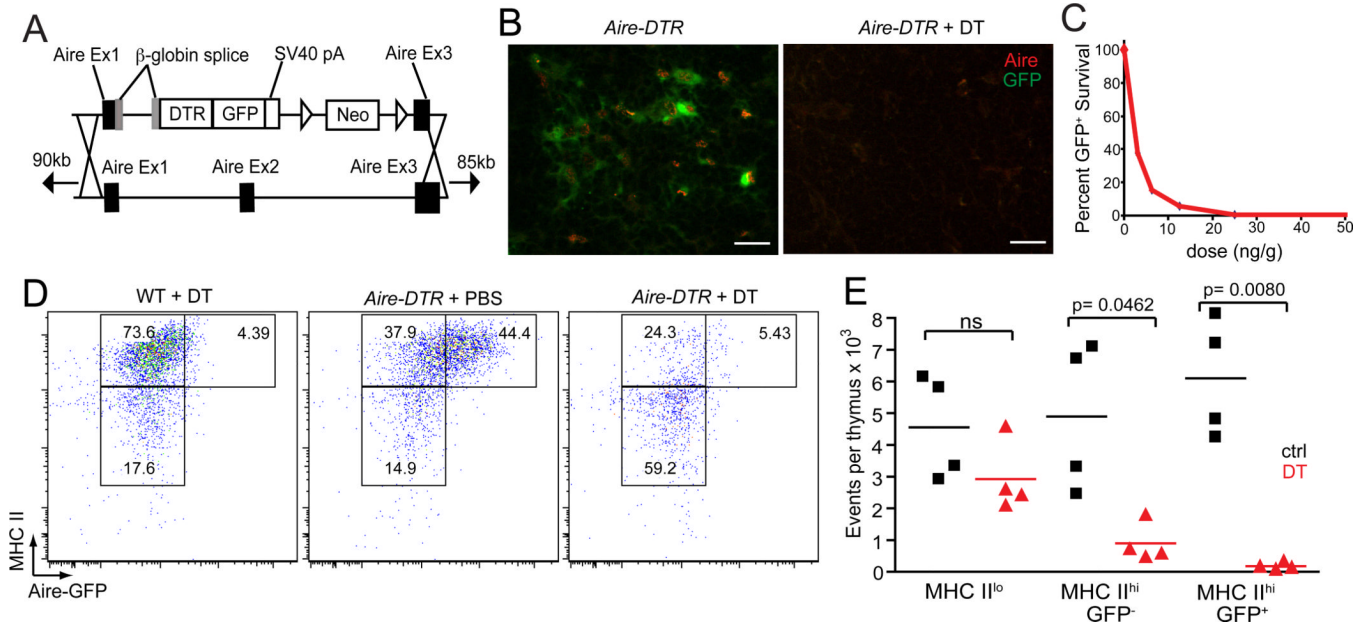 A
Aire Ex1
β-globin splice
SV40 pA
Aire Ex3
DTR
GFP
Neo
90kb
Aire Ex1
Aire Ex2
Aire Ex3
85kb
B
Aire-DTR
Aire-DTR + DT
Aire
GFP
C
Percent GFP⁺ Survival
100
80
60
40
20
0
0 10 20 30 40 50
dose (ng/g)
D
WT + DT
Aire-DTR + PBS
Aire-DTR + DT
73.6
4.39
17.6
37.9
44.4
14.9
24.3
5.43
59.2
MHC II
Aire-GFP
E
Events per thymus x 10³
8
7
6
5
4
3
2
1
0
ns
p= 0.0462
p= 0.0080
ctrl
DT
MHC IIˡᵒ
MHC IIʰⁱ
GFP⁻
MHC IIʰⁱ
GFP⁺